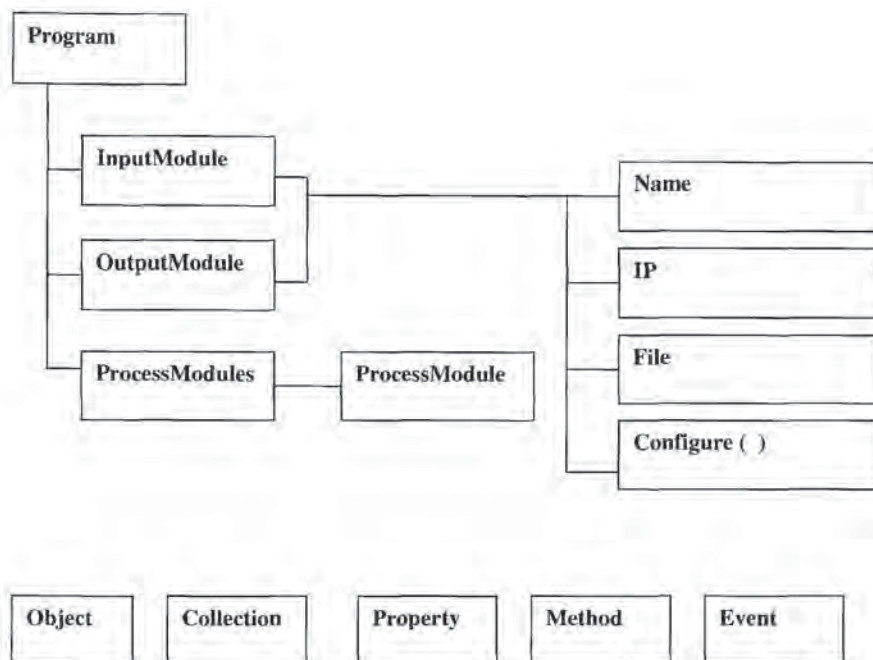 Program
InputModule
Name
OutputModule
IP
ProcessModules
ProcessModule
File
Configure ( )
Object
Collection
Property
Method
Event